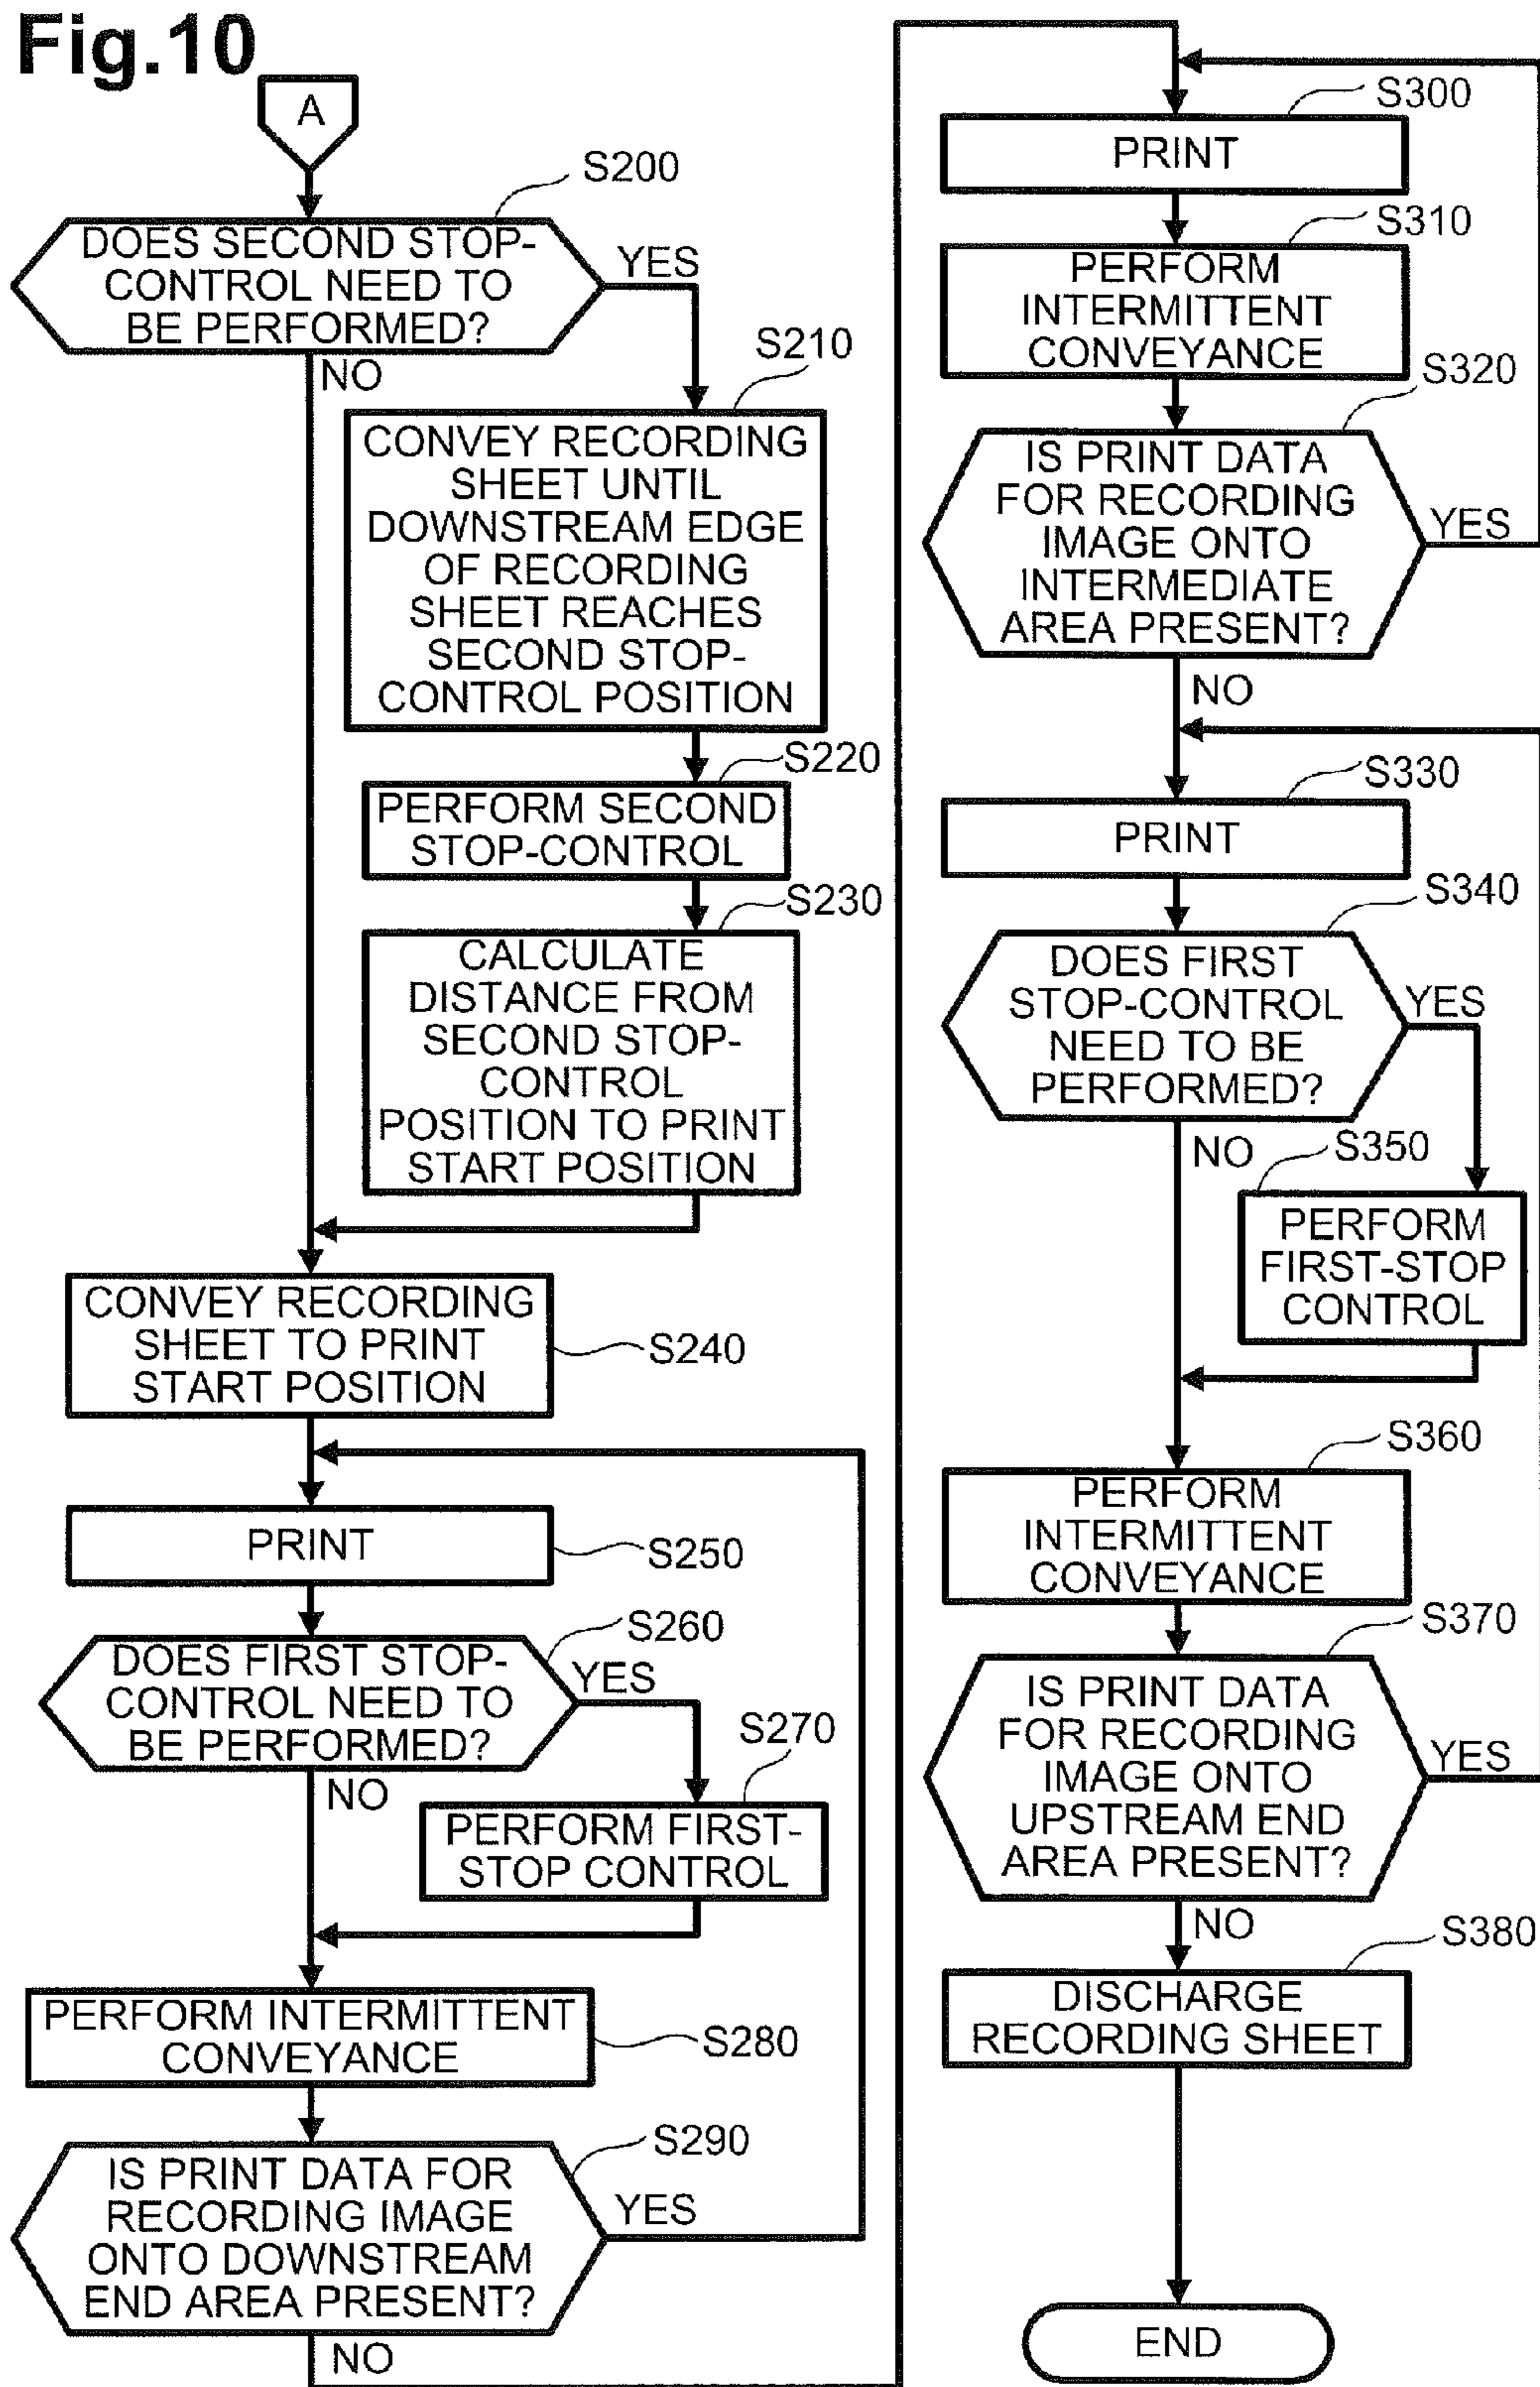 Fig.10
A
S200
DOES SECOND STOP-
CONTROL NEED TO
BE PERFORMED?
YES
NO
S210
CONVEY RECORDING
SHEET UNTIL
DOWNSTREAM EDGE
OF RECORDING
SHEET REACHES
SECOND STOP-
CONTROL POSITION
S220
PERFORM SECOND
STOP-CONTROL
S230
CALCULATE
DISTANCE FROM
SECOND STOP-
CONTROL
POSITION TO PRINT
START POSITION
CONVEY RECORDING
SHEET TO PRINT
START POSITION
S240
PRINT
S250
S260
DOES FIRST STOP-
CONTROL NEED TO
BE PERFORMED?
YES
NO
S270
PERFORM FIRST-
STOP CONTROL
PERFORM INTERMITTENT
CONVEYANCE
S280
S290
IS PRINT DATA FOR
RECORDING IMAGE
ONTO DOWNSTREAM
END AREA PRESENT?
YES
NO
S300
PRINT
S310
PERFORM
INTERMITTENT
CONVEYANCE
S320
IS PRINT DATA
FOR RECORDING
IMAGE ONTO
INTERMEDIATE
AREA PRESENT?
YES
NO
S330
PRINT
S340
DOES FIRST
STOP-CONTROL
NEED TO BE
PERFORMED?
YES
NO
S350
PERFORM
FIRST-STOP
CONTROL
S360
PERFORM
INTERMITTENT
CONVEYANCE
S370
IS PRINT DATA
FOR RECORDING
IMAGE ONTO
UPSTREAM END
AREA PRESENT?
YES
NO
S380
DISCHARGE
RECORDING SHEET
END